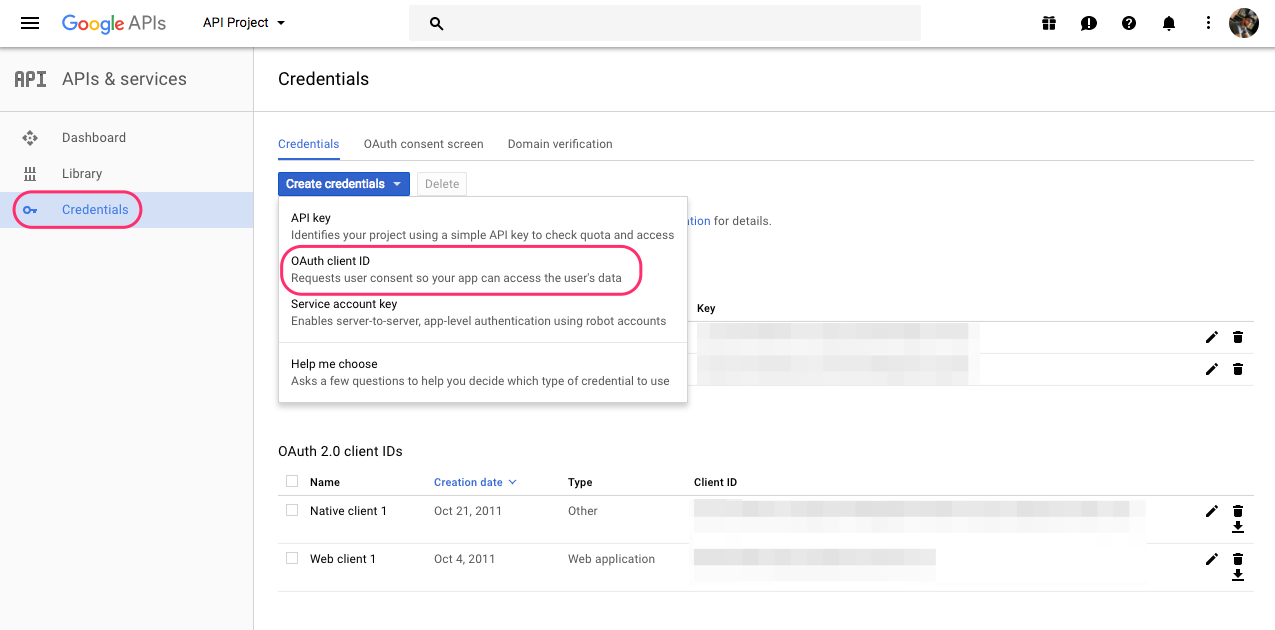 Google APIs
API Project
API
APIs & services
Credentials
Dashboard
Library
Credentials
Credentials
OAuth consent screen
Domain verification
Create credentials
Delete
API key
Identifies your project using a simple API key to check quota and access
for details.
OAuth client ID
Requests user consent so your app can access the user's data
Service account key
Enables server-to-server, app-level authentication using robot accounts
Key
Help me choose
Asks a few questions to help you decide which type of credential to use
OAuth 2.0 client IDs
Name
Creation date
Type
Client ID
Native client 1
Oct 21, 2011
Other
Web client 1
Oct 4, 2011
Web application